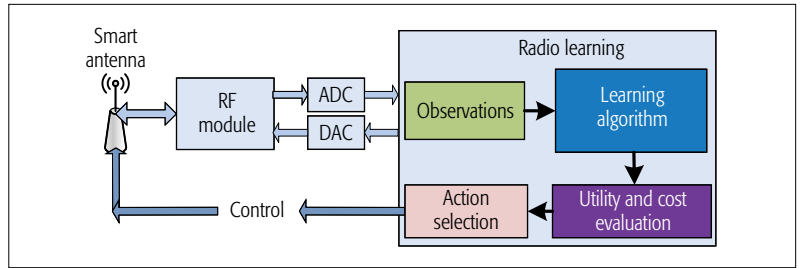 Smart
antenna
Radio learning
RF
module
ADC
DAC
Observations
Learning
algorithm
Control
Action
selection
Utility and cost
evaluation